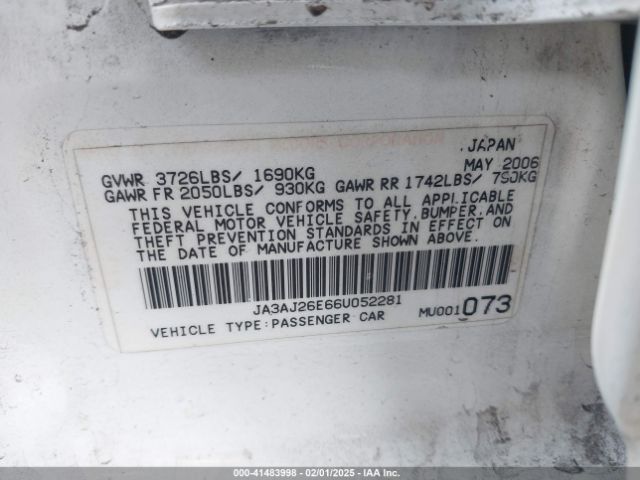 MOTORS CORPORATION
JAPAN
GVWR 3726LBS/ 1690KG MAY 2006
GAWR FR 2050LBS/ 930KG GAWR RR 1742LBS/ 790KG
THIS VEHICLE CONFORMS TO ALL APPLICABLE
FEDERAL MOTOR VEHICLE SAFETY, BUMPER, AND
THEFT PREVENTION STANDARDS IN EFFECT ON
THE DATE OF MANUFACTURE SHOWN ABOVE.
JA3AJ26E66U052281
VEHICLE TYPE:PASSENGER CAR MU001073
000-41483998 - 02/01/2025 - IAA Inc.